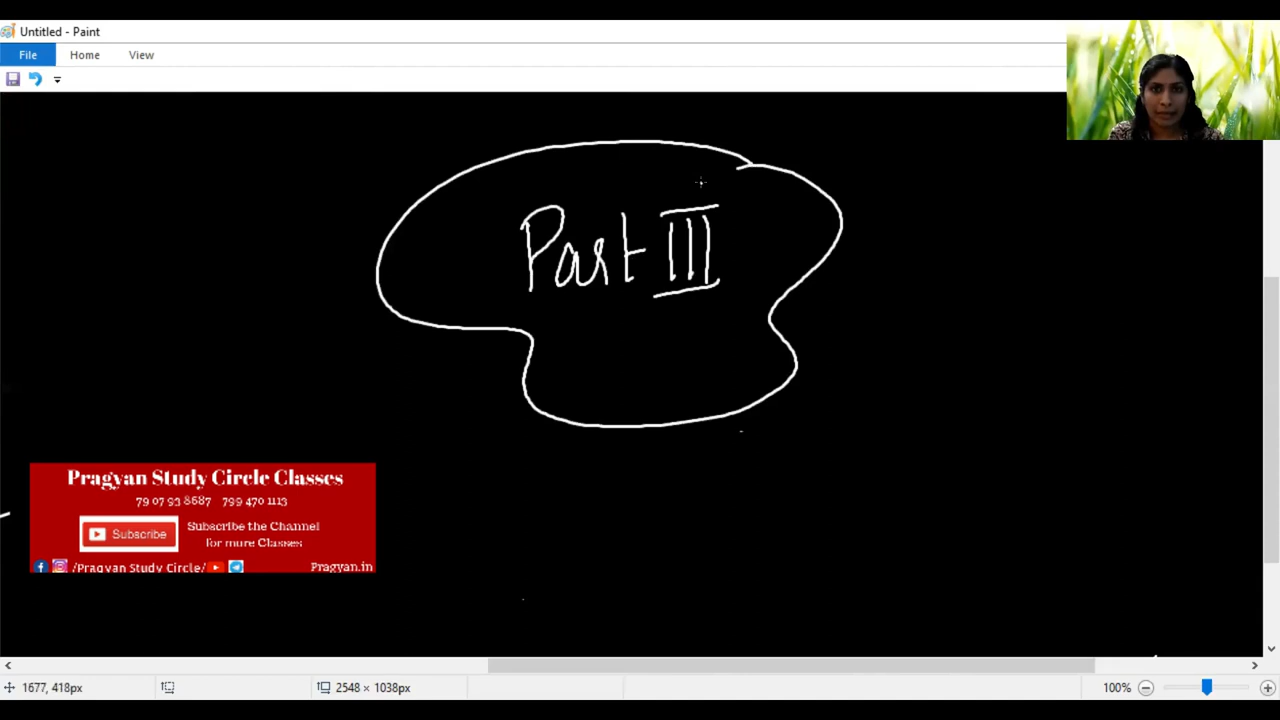 Untitled - Paint
File Home View
Part III
Pragyan Study Circle Classes
79 07 93 8687 799 470 1113
Subscribe
Subscribe the Channel
for more Classes
/Pragyan Study Circle/
Pragyan.in
1677, 418px
2548 × 1038px
100%